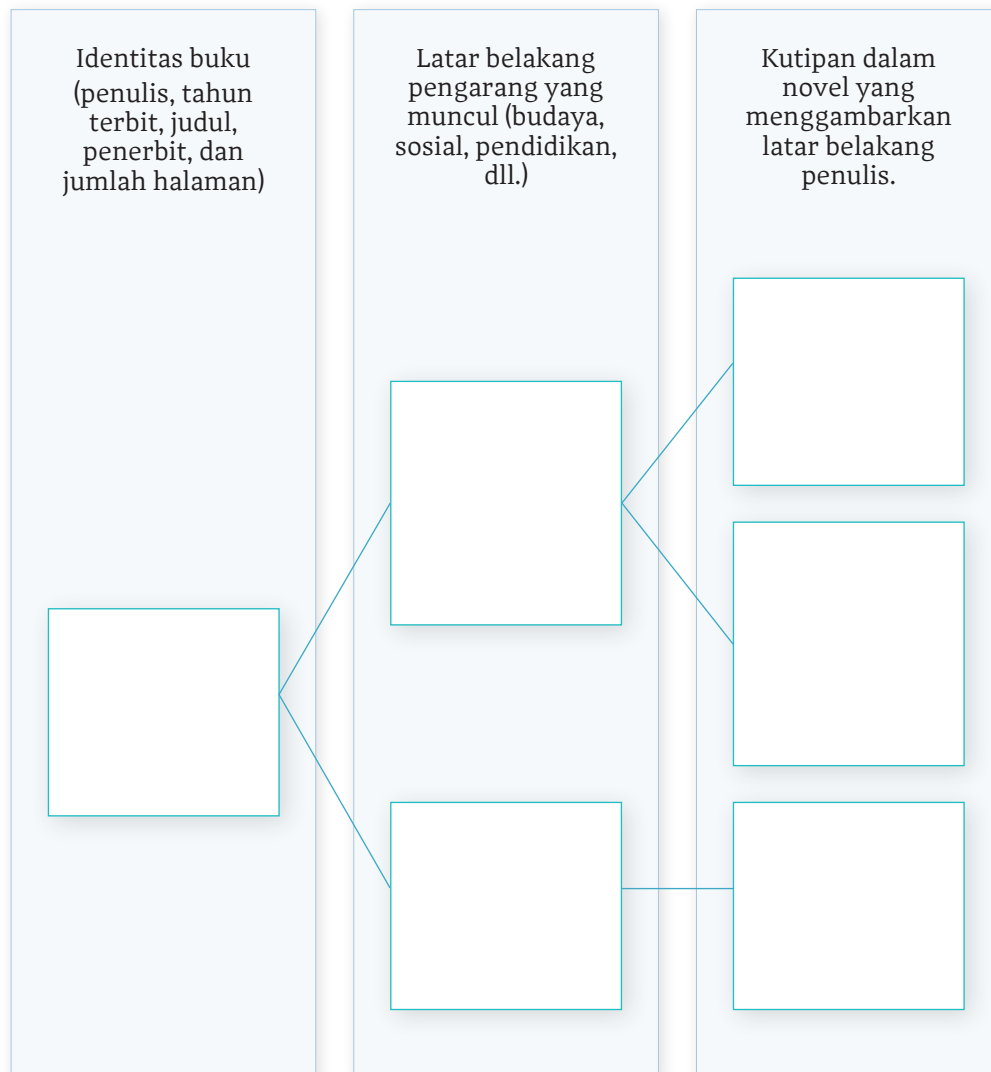 Identitas buku
(penulis, tahun
terbit, judul,
penerbit, dan
jumlah halaman)
Latar belakang
pengarang yang
muncul (budaya,
sosial, pendidikan,
dll.)
Kutipan dalam
novel yang
menggambarkan
latar belakang
penulis.